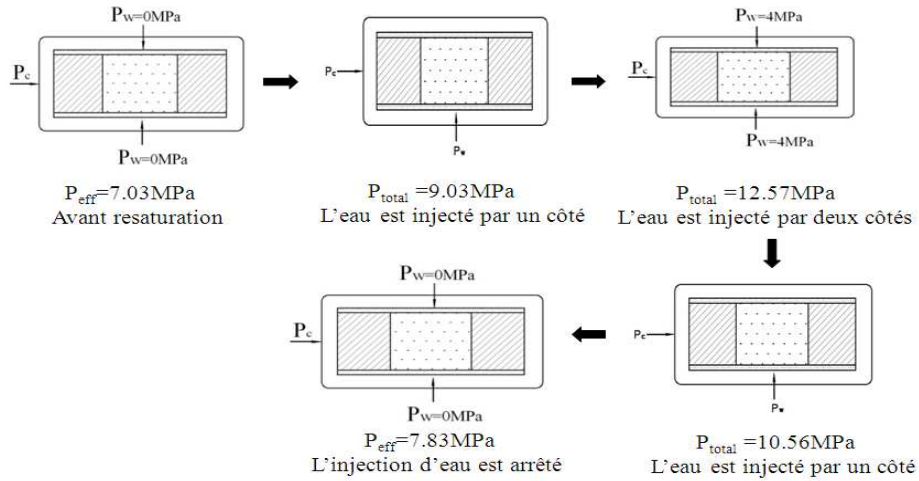 PW=0MPa
Pc
PW=0MPa
Peff=7.03MPa
Avant resaturation
Pc
Pw
Ptotal =9.03MPa
L'eau est injecté par un côté
PW=4MPa
Pc
PW=4MPa
Ptotal =12.57MPa
L'eau est injecté par deux côtés
Pc
Pw
Ptotal =10.56MPa
L'eau est injecté par un côté
PW=0MPa
Pc
PW=0MPa
Peff=7.83MPa
L'injection d'eau est arrêté